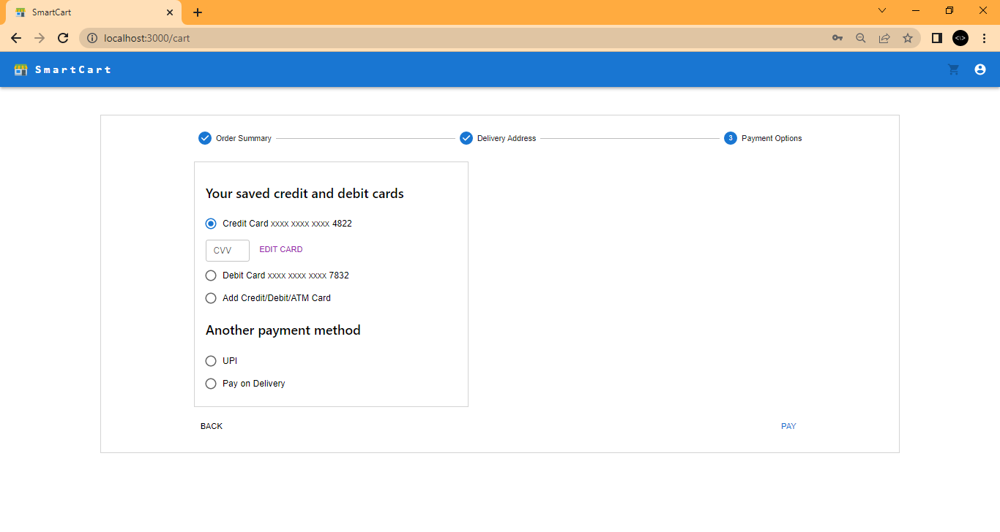 SmartCart
localhost:3000/cart
<\>
SmartCart
Order Summary
Delivery Address
3 Payment Options
Your saved credit and debit cards
Credit Card xxxx xxxx xxxx 4822
CVV EDIT CARD
Debit Card xxxx xxxx xxxx 7832
Add Credit/Debit/ATM Card
Another payment method
UPI
Pay on Delivery
BACK PAY